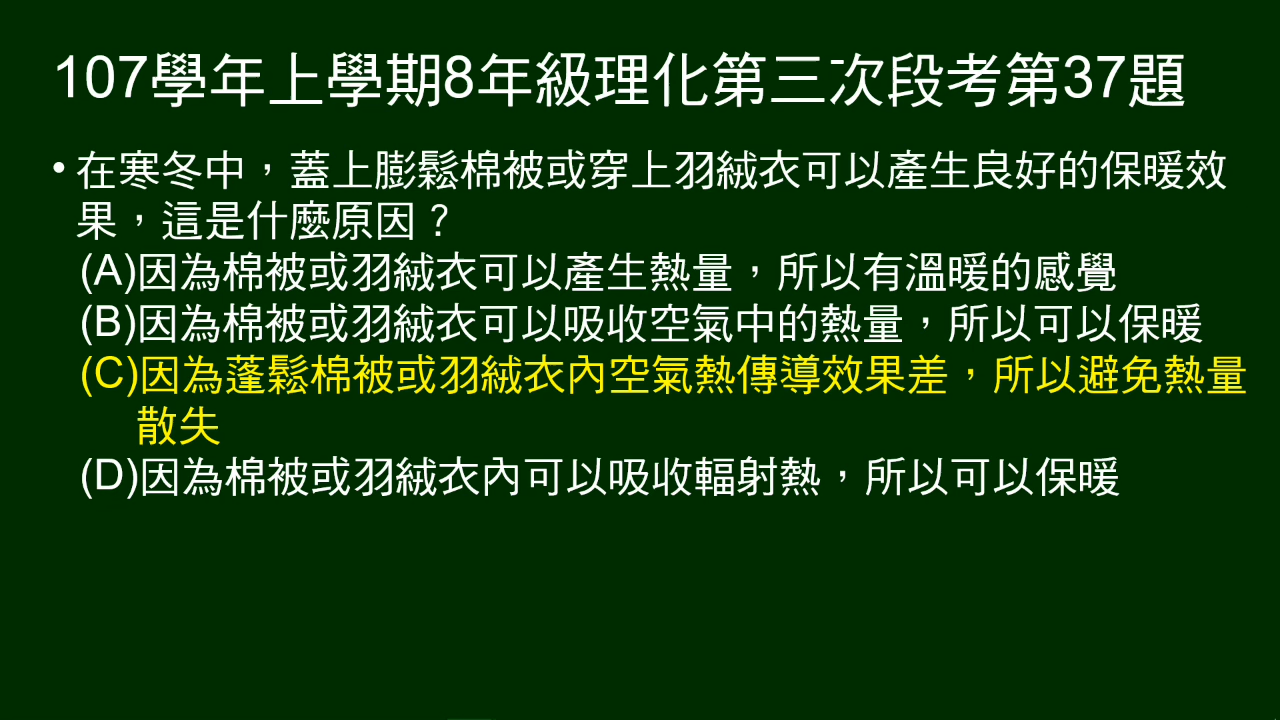 107學年上學期8年級理化第三次段考第37題
•在寒冬中，蓋上膨鬆棉被或穿上羽絨衣可以產生良好的保暖效
果，這是什麼原因？
(A)因為棉被或羽絨衣可以產生熱量，所以有溫暖的感覺
(B)因為棉被或羽絨衣可以吸收空氣中的熱量，所以可以保暖
(C)因為蓬鬆棉被或羽絨衣內空氣熱傳導效果差，所以避免熱量
散失
(D)因為棉被或羽絨衣內可以吸收輻射熱，所以可以保暖